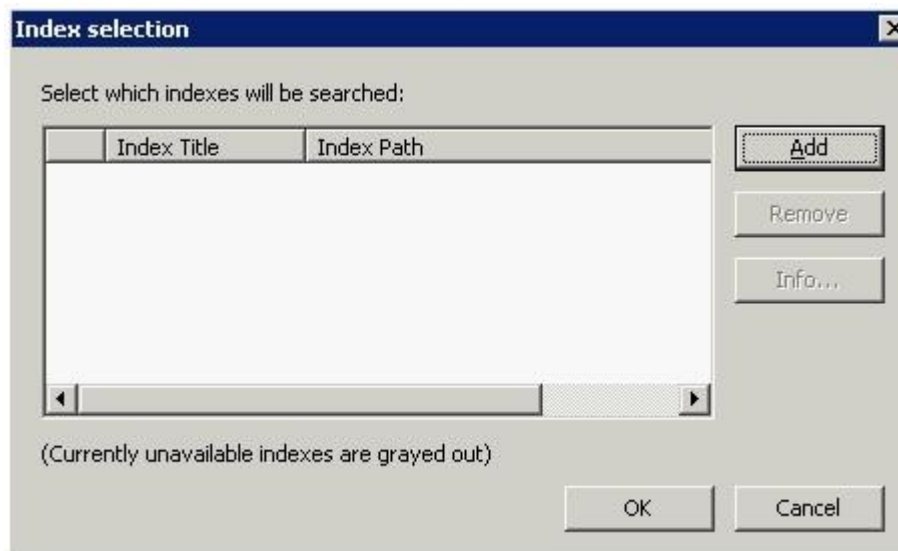 Index selection
Select which indexes will be searched:
Index Title Index Path
Add
Remove
Info...
(Currently unavailable indexes are grayed out)
OK Cancel